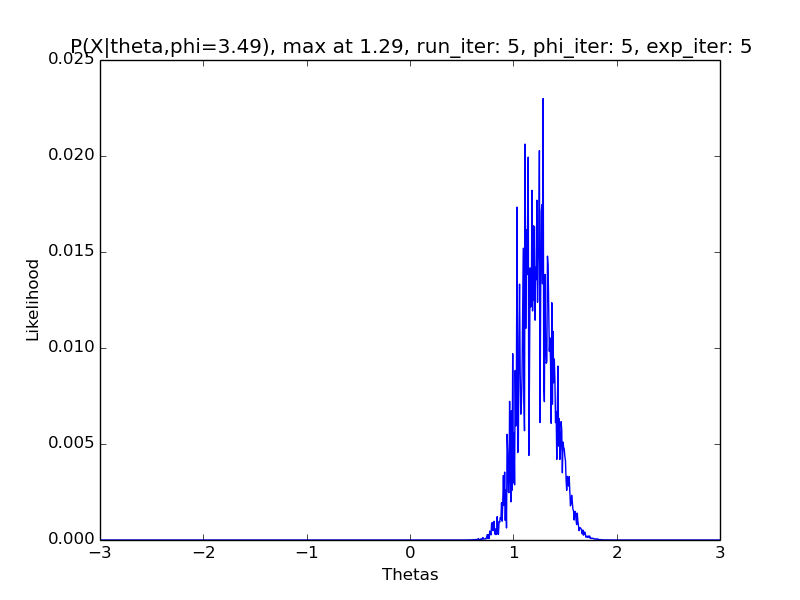 P(X|theta,phi=3.49), max at 1.29, run_iter: 5, phi_iter: 5, exp_iter: 5
0.025
0.020
0.015
0.010
0.005
0.000
Likelihood
−3 −2 −1 0 1 2 3
Thetas